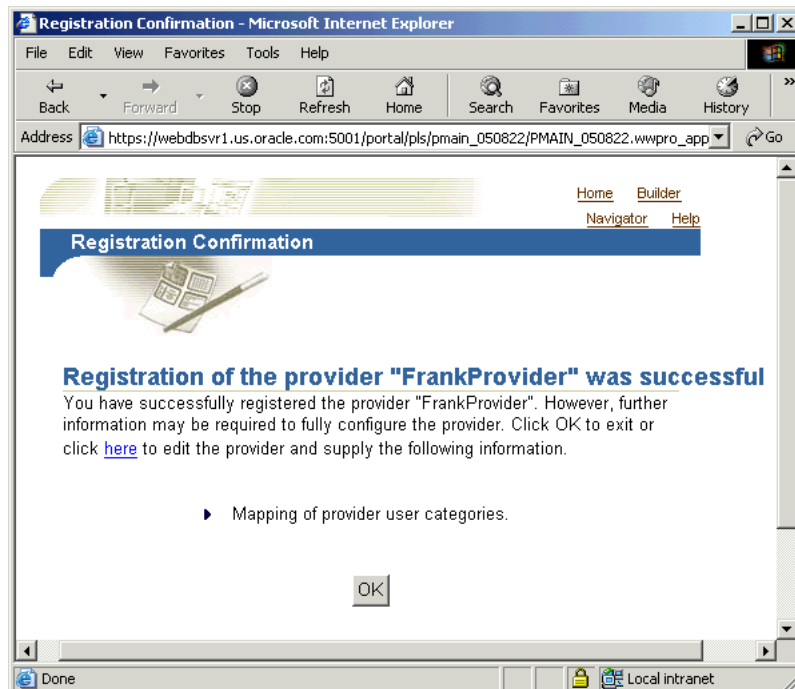 Registration Confirmation - Microsoft Internet Explorer
File Edit View Favorites Tools Help
Back Forward Stop Refresh Home Search Favorites Media History »
Address https://webdbsvr1.us.oracle.com:5001/portal/pls/pmain_050822/PMAIN_050822.wwpro_app Go
Home Builder
Navigator Help
Registration Confirmation
Registration of the provider "FrankProvider" was successful
You have successfully registered the provider "FrankProvider". However, further
information may be required to fully configure the provider. Click OK to exit or
click here to edit the provider and supply the following information.
Mapping of provider user categories.
OK
Done Local intranet